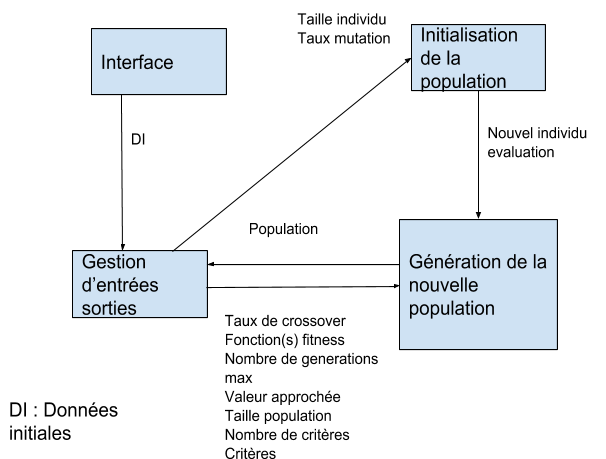 Taille individu
Taux mutation
Interface
Initialisation
de la
population
DI
Nouvel individu
evaluation
Population
Gestion
d'entrées
sorties
Génération de la
nouvelle
population
Taux de crossover
Fonction(s) fitness
Nombre de generations
max
Valeur approchée
Taille population
Nombre de critères
Critères
DI : Données
initiales